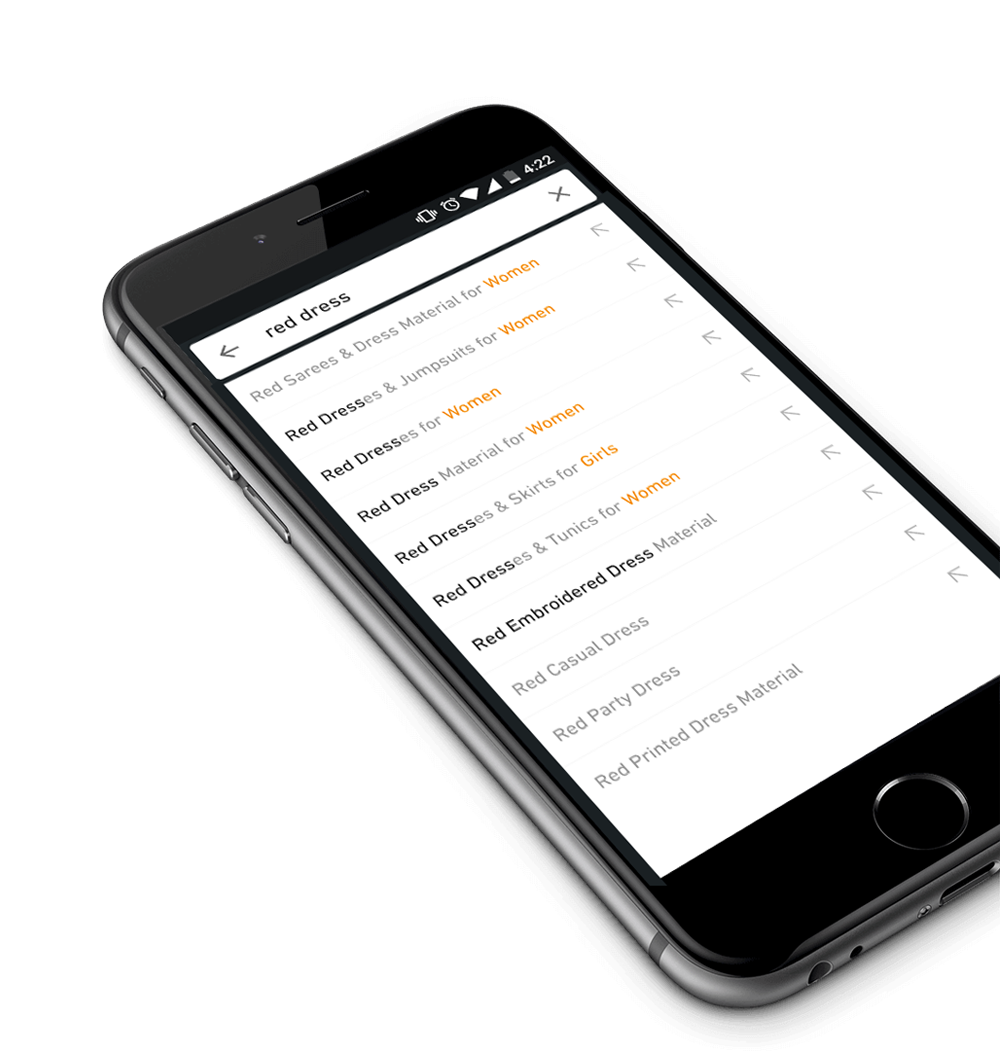 4:22
red dress
Red Sarees & Dress Material for Women
Red Dresses & Jumpsuits for Women
Red Dresses for Women
Red Dress Material for Women
Red Dresses & Skirts for Girls
Red Dresses & Tunics for Women
Red Embroidered Dress Material
Red Casual Dress
Red Party Dress
Red Printed Dress Material